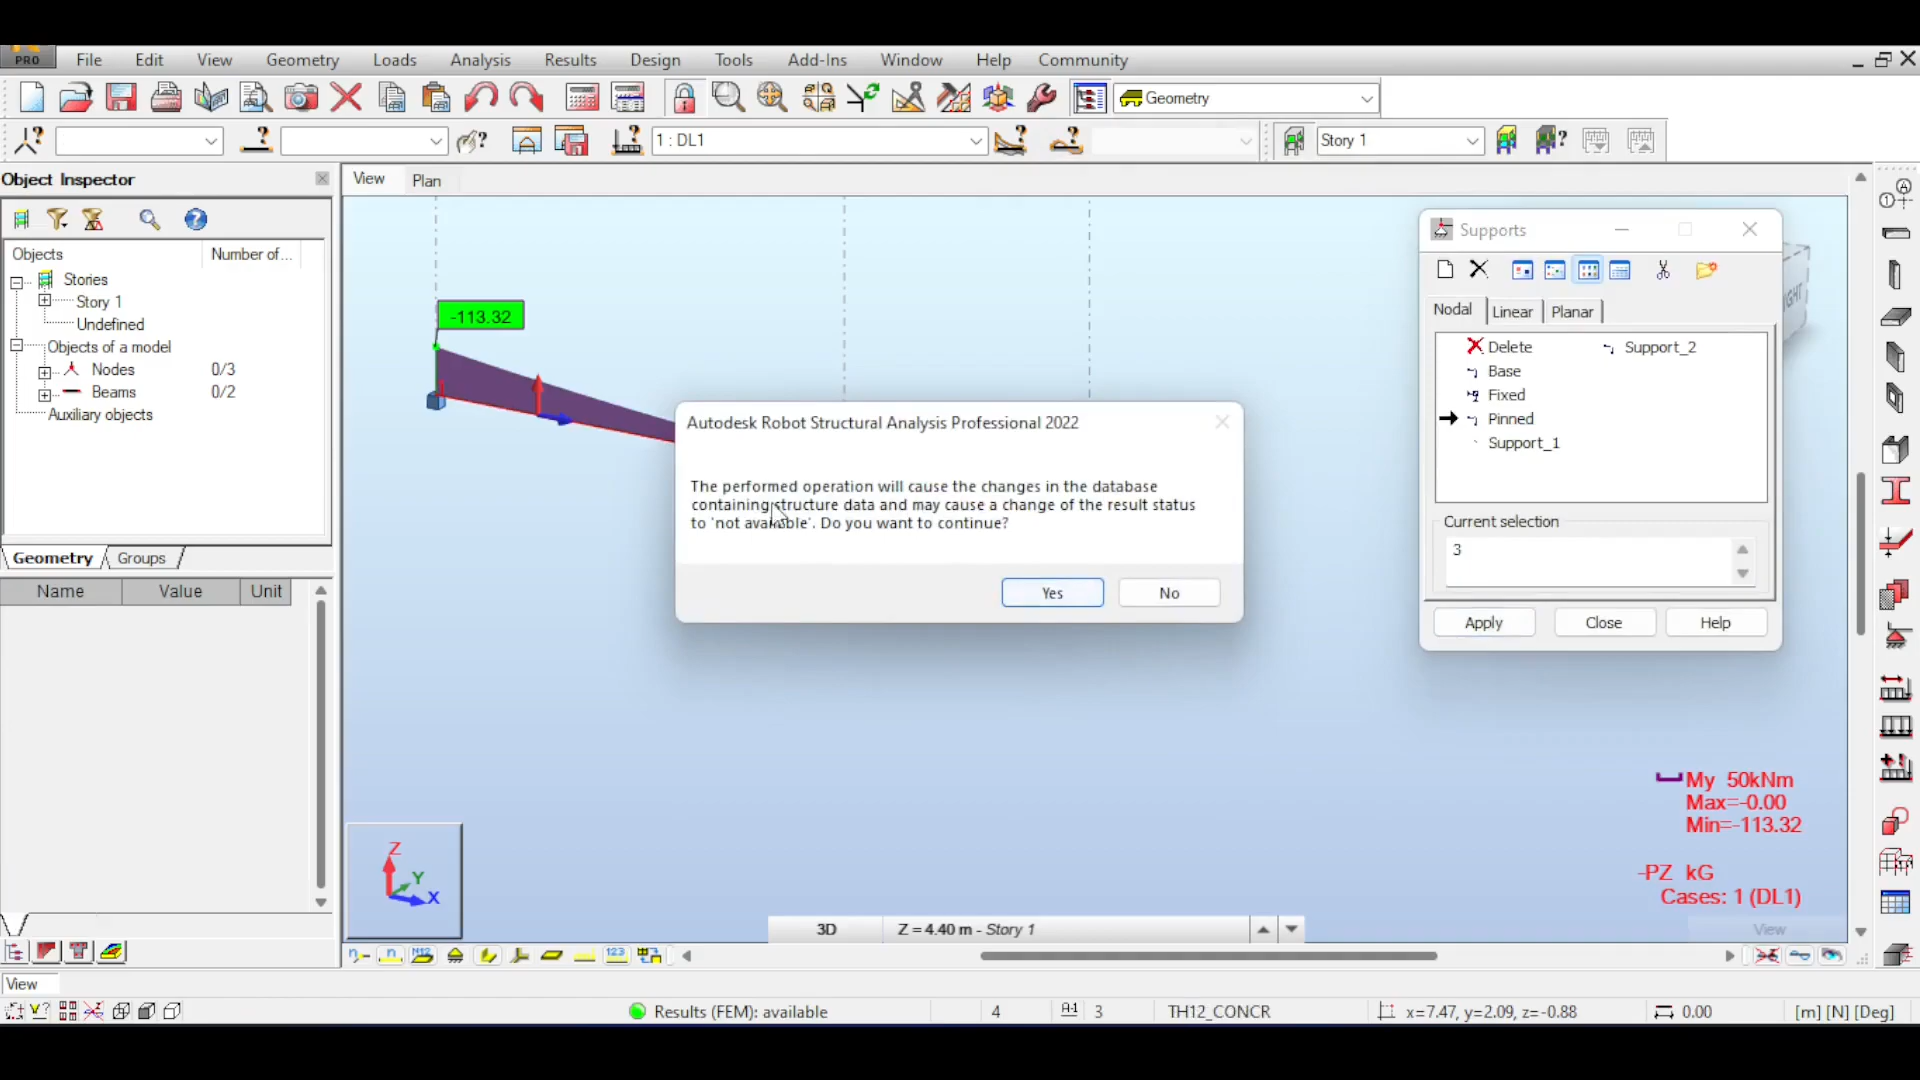 PRO
File Edit View Geometry Loads Analysis Results Design Tools Add-Ins Window Help Community
Geometry
1 : DL1
Story 1
Object Inspector
View
Plan
Objects
Number of...
Stories
Story 1
Undefined
Objects of a model
Nodes 0/3
Beams 0/2
Auxiliary objects
Geometry
Groups
Name Value Unit
-113.32
Autodesk Robot Structural Analysis Professional 2022
The performed operation will cause the changes in the database
containing structure data and may cause a change of the result status
to 'not available'. Do you want to continue?
Yes
No
Supports
Nodal
Linear
Planar
Delete
Support_2
Base
Fixed
Pinned
Support_1
Current selection
3
Apply
Close
Help
My 50kNm
Max=-0.00
Min=-113.32
-PZ kG
Cases: 1 (DL1)
Z
Y
X
3D
Z = 4.40 m - Story 1
View
View
Results (FEM): available
4
3
TH12_CONCR
x=7.47, y=2.09, z=-0.88
0.00
[m] [N] [Deg]